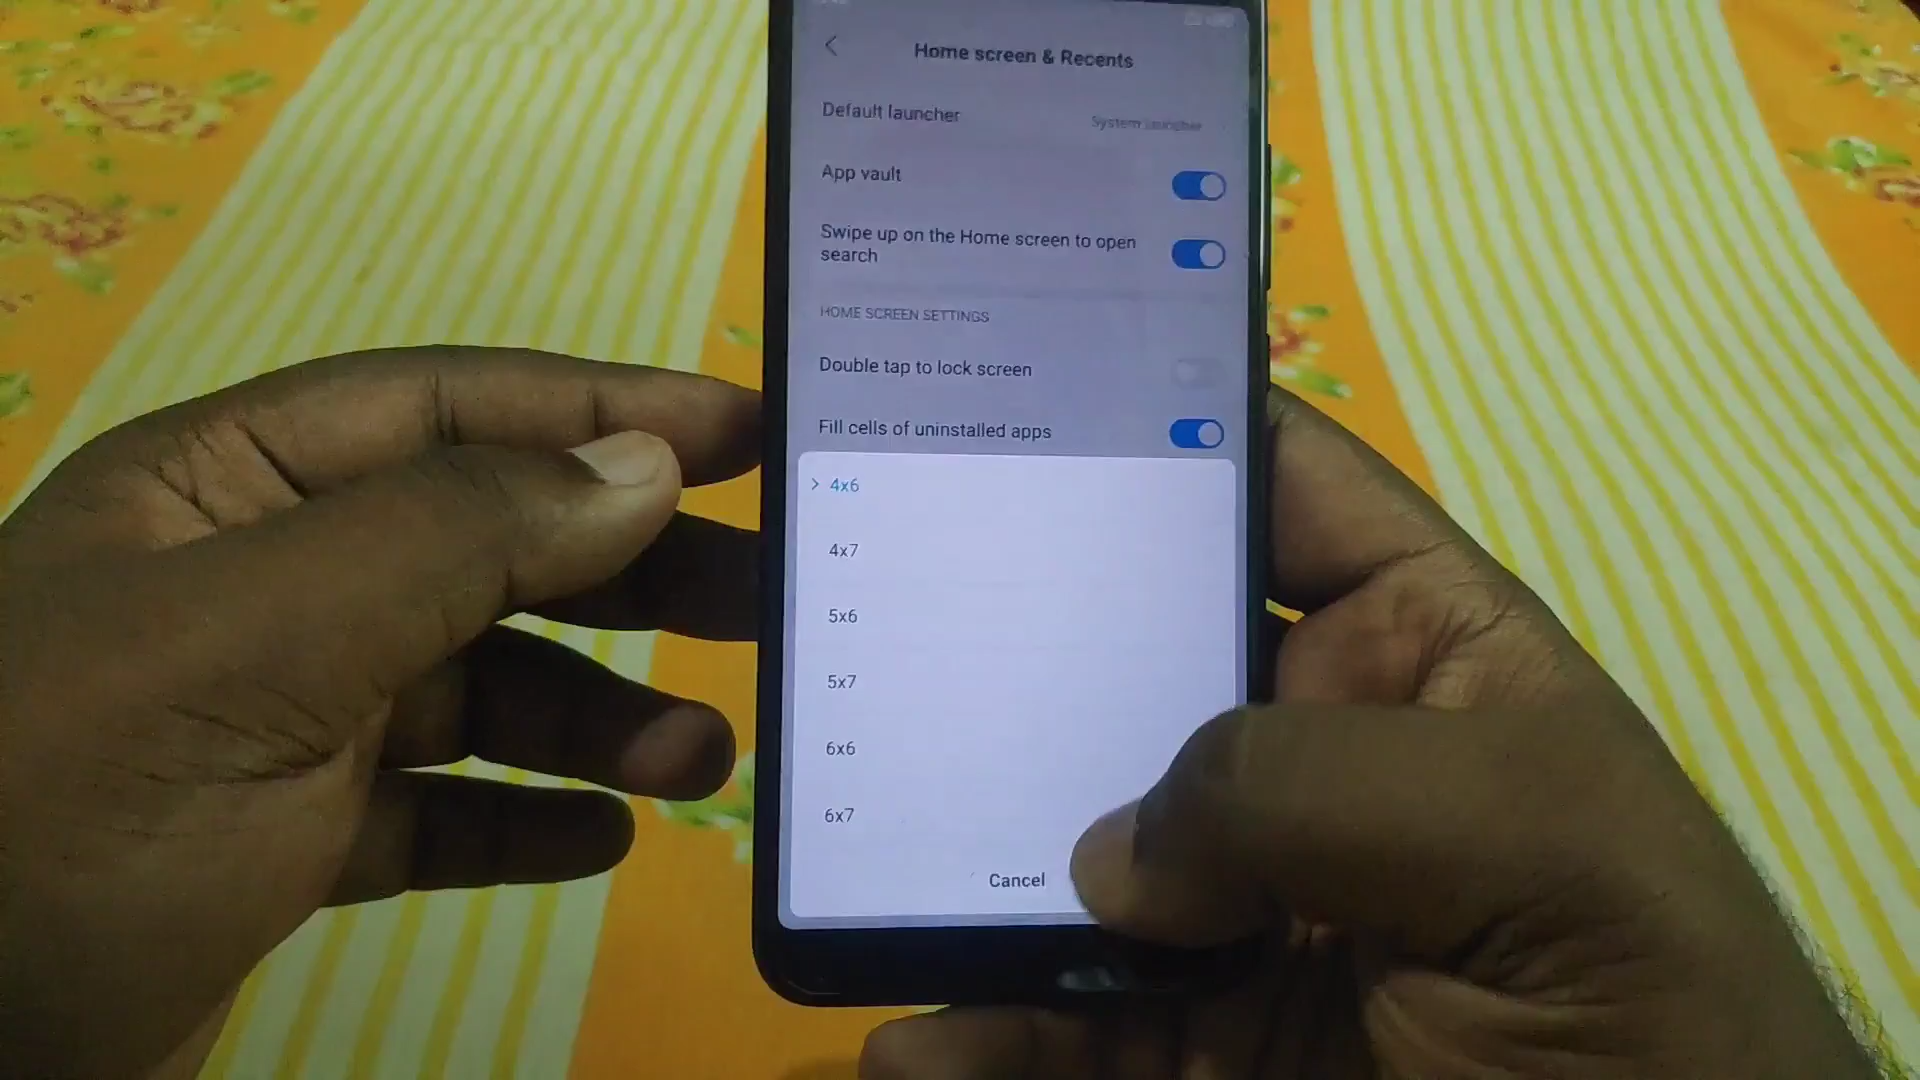 Home screen & Recents
Default launcher
System launcher
App vault
Swipe up on the Home screen to open
search
HOME SCREEN SETTINGS
Double tap to lock screen
Fill cells of uninstalled apps
4x6
4x7
5x6
5x7
6x6
6x7
Cancel